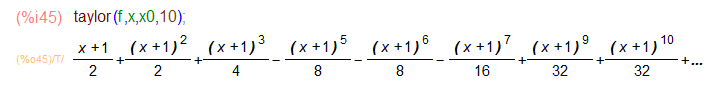 (%i45) taylor(f,x,x0,10);
(%o45)/T/ (x+1)/2 + (x+1)^2/2 + (x+1)^3/4 - (x+1)^5/8 - (x+1)^6/8 - (x+1)^7/16 + (x+1)^9/32 + (x+1)^10/32 +...